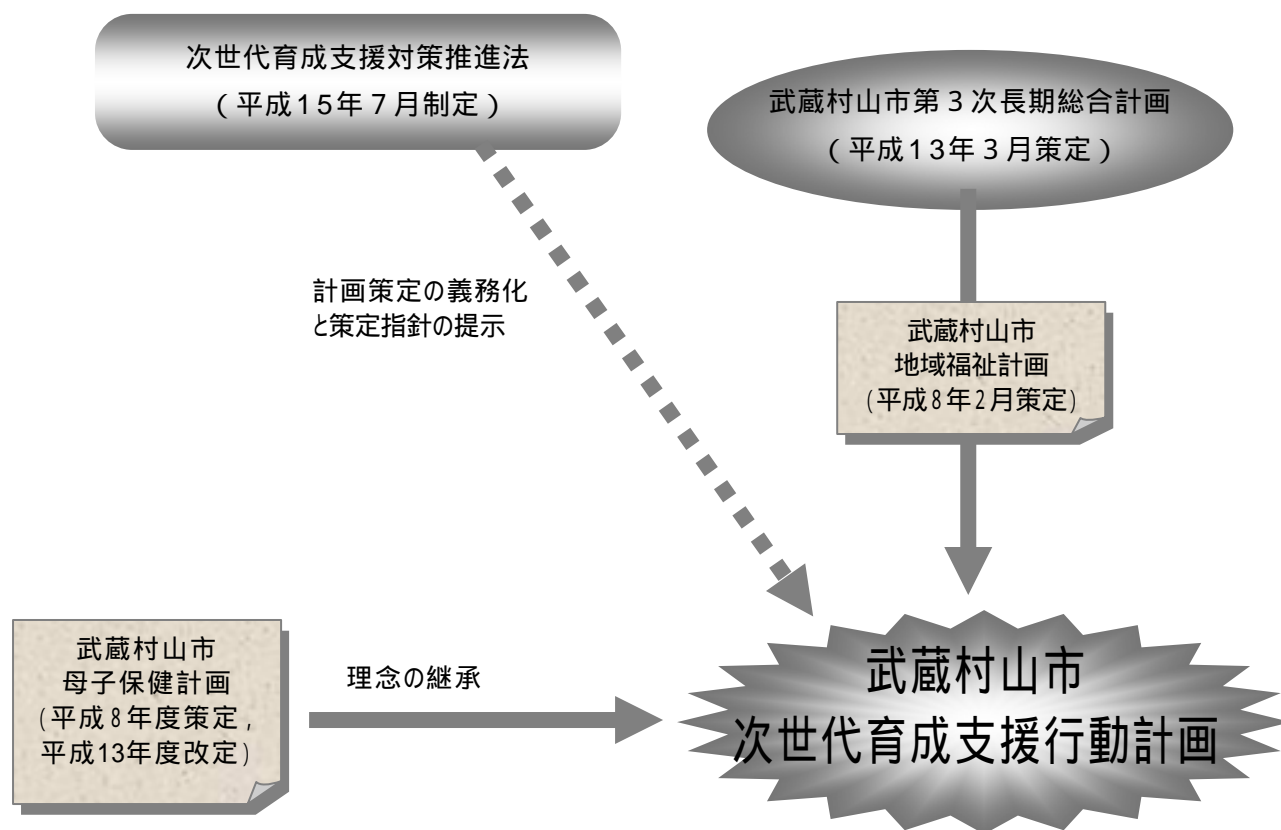 次世代育成支援対策推進法
（平成15年７月制定）
武蔵村山市第３次長期総合計画
（平成13年３月策定）
計画策定の義務化
と策定指針の提示
武蔵村山市
地域福祉計画
(平成8年2月策定)
武蔵村山市
母子保健計画
(平成８年度策定，
平成13年度改定)
理念の継承
武蔵村山市
次世代育成支援行動計画